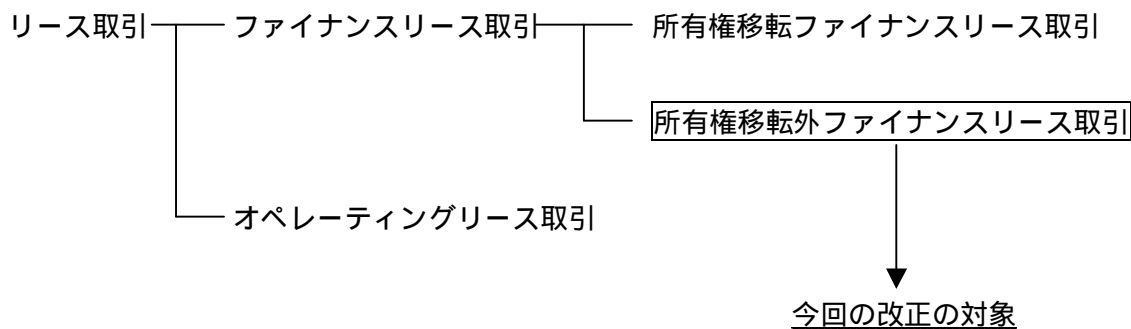 リース取引 ファイナンスリース取引 所有権移転ファイナンスリース取引
所有権移転外ファイナンスリース取引
オペレーティングリース取引
今回の改正の対象